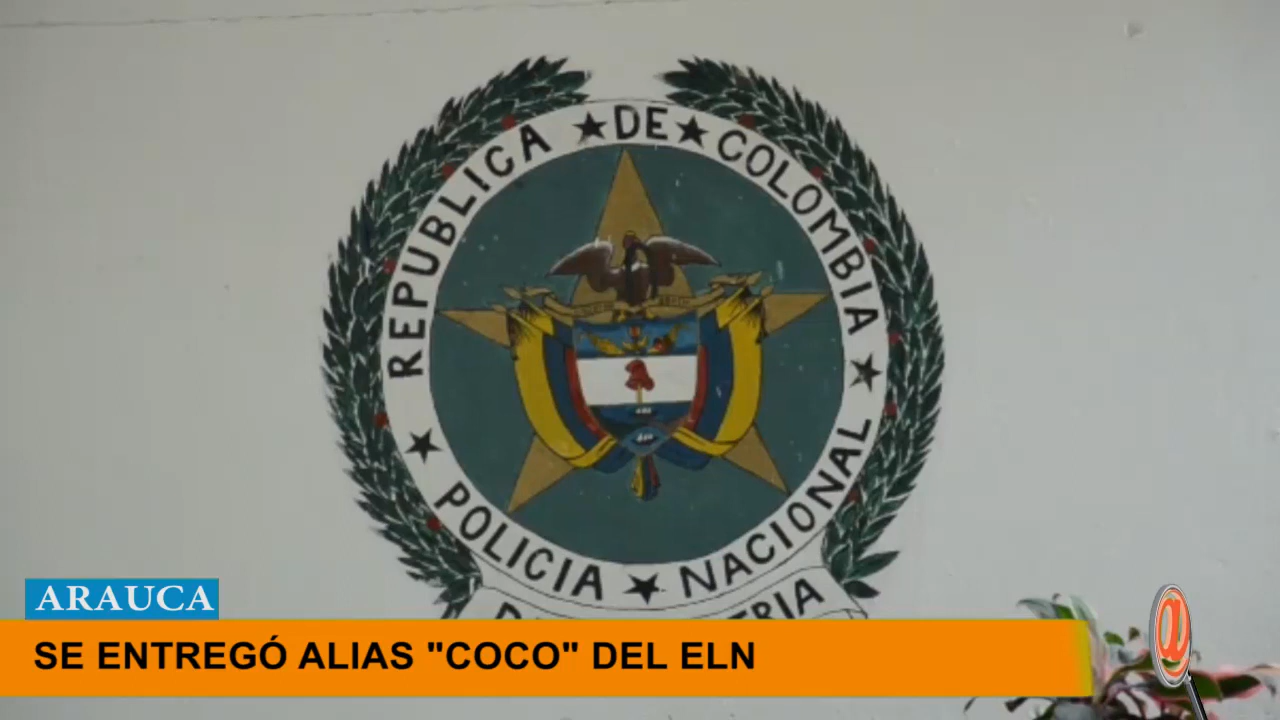 REPUBLICA ★ DE ★ COLOMBIA
★ POLICIA ★ NACIONAL ★
ARAUCA
SE ENTREGÓ ALIAS "COCO" DEL ELN
@